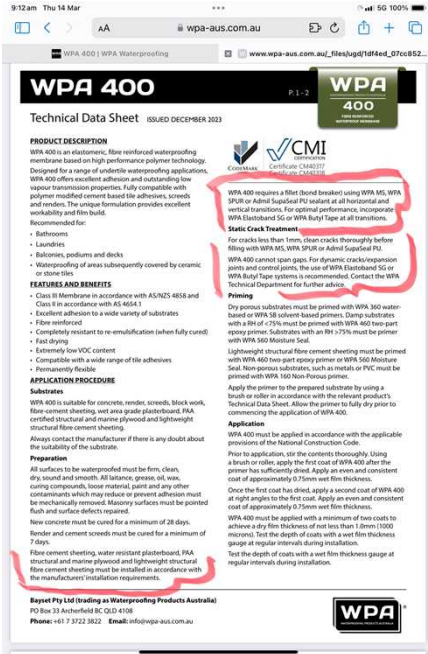 9:12am Thu 14 Mar
5G 100%
AA
wpa-aus.com.au
WPA 400 | WPA Waterproofing
www.wpa-aus.com.au/_files/ugd/1df4ed_07cc852...
WPA 400
P. 1 - 2
WPA
400
FIBRE REINFORCED
WATERPROOF MEMBRANE
Technical Data Sheet ISSUED DECEMBER 2023
CODEMARK
CMI
CERTIFICATION
Certificate CM40317
Certificate CM40318
PRODUCT DESCRIPTION
WPA 400 is an elastomeric, fibre reinforced waterproofing
membrane based on high performance polymer technology.
Designed for a range of undertile waterproofing applications,
WPA 400 offers excellent adhesion and outstanding low
vapour transmission properties. Fully compatible with
polymer modified cement based tile adhesives, screeds
and renders. The unique formulation provides excellent
workability and film build.
Recommended for:
• Bathrooms
• Laundries
• Balconies, podiums and decks
• Waterproofing of areas subsequently covered by ceramic
or stone tiles
FEATURES AND BENEFITS
• Class III Membrane in accordance with AS/NZS 4858 and
Class II in accordance with AS 4654.1
• Excellent adhesion to a wide variety of substrates
• Fibre reinforced
• Completely resistant to re-emulsification (when fully cured)
• Fast drying
• Extremely low VOC content
• Compatible with a wide range of tile adhesives
• Permanently flexible
APPLICATION PROCEDURE
Substrates
WPA 400 is suitable for concrete, render, screeds, block work,
fibre-cement sheeting, wet area grade plasterboard, PAA
certified structural and marine plywood and lightweight
structural fibre cement sheeting.
Always contact the manufacturer if there is any doubt about
the suitability of the substrate.
Preparation
All surfaces to be waterproofed must be firm, clean,
dry, sound and smooth. All laitance, grease, oil, wax,
curing compounds, loose material, paint and any other
contaminants which may reduce or prevent adhesion must
be mechanically removed. Masonry surfaces must be pointed
flush and surface defects repaired.
New concrete must be cured for a minimum of 28 days.
Render and cement screeds must be cured for a minimum of
7 days.
Fibre cement sheeting, water resistant plasterboard, PAA
structural and marine plywood and lightweight structural
fibre cement sheeting must be installed in accordance with
the manufacturers' installation requirements.
WPA 400 requires a fillet (bond breaker) using WPA MS, WPA
SPUR or Admil SupaSeal PU sealant at all horizontal and
vertical transitions. For optimal performance, incorporate
WPA Elastoband SG or WPA Butyl Tape at all transitions.
Static Crack Treatment
For cracks less than 1mm, clean cracks thoroughly before
filling with WPA MS, WPA SPUR or Admil SupaSeal PU.
WPA 400 cannot span gaps. For dynamic cracks/expansion
joints and control joints, the use of WPA Elastoband SG or
WPA Butyl Tape systems is recommended. Contact the WPA
Technical Department for further advice.
Priming
Dry porous substrates must be primed with WPA 360 water-
based or WPA SB solvent-based primers. Damp substrates
with a RH of <75% must be primed with WPA 460 two-part
epoxy primer. Substrates with an RH >75% must be primer
with WPA 560 Moisture Seal.
Lightweight structural fibre cement sheeting must be primed
with WPA 460 two-part epoxy primer or WPA 560 Moisture
Seal. Non-porous substrates, such as metals or PVC must be
primed with WPA 160 Non-Porous primer.
Apply the primer to the prepared substrate by using a
brush or roller in accordance with the relevant product's
Technical Data Sheet. Allow the primer to fully dry prior to
commencing the application of WPA 400.
Application
WPA 400 must be applied in accordance with the applicable
provisions of the National Construction Code.
Prior to application, stir the contents thoroughly. Using
a brush or roller, apply the first coat of WPA 400 after the
primer has sufficiently dried. Apply an even and consistent
coat of approximately 0.75mm wet film thickness.
Once the first coat has dried, apply a second coat of WPA 400
at right angles to the first coat. Apply an even and consistent
coat of approximately 0.75mm wet film thickness.
WPA 400 must be applied with a minimum of two coats to
achieve a dry film thickness of not less than 1.0mm (1000
microns). Test the depth of coats with a wet film thickness
gauge at regular intervals during installation.
Test the depth of coats with a wet film thickness gauge at
regular intervals during installation.
Bayset Pty Ltd (trading as Waterproofing Products Australia)
PO Box 33 Archerfield BC QLD 4108
Phone: +61 7 3722 3822 Email: info@wpa-aus.com.au
WPA
WATERPROOFING PRODUCTS AUSTRALIA